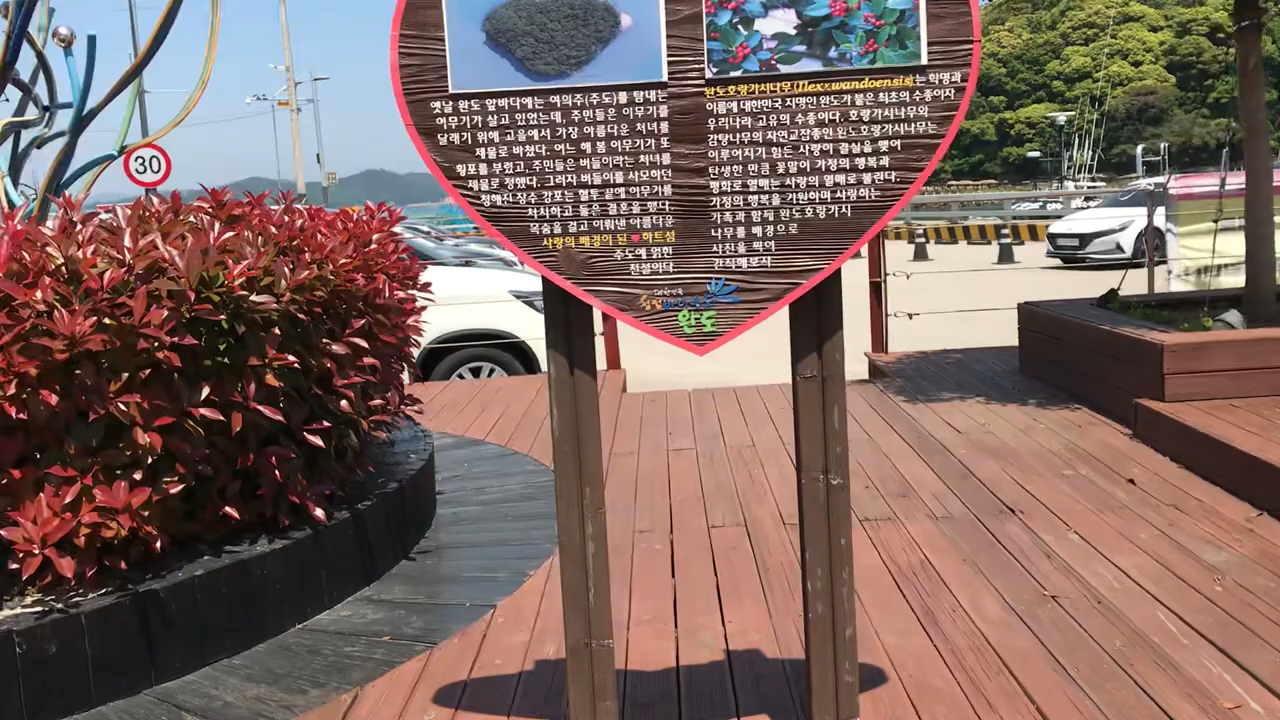 30
옛날 완도 앞바다에는 여의주(주도)를 탐내는
이무기가 살고 있었는데, 주민들은 이무기를
달래기 위해 고을에서 가장 아름다운 처녀를
제물로 바쳤다. 어느 해 봄 이무기가 또
횡포를 부렸고, 주민들은 버들이라는 처녀를
제물로 정했다. 그러자 버들이를 사모하던
청해진 장수 강포는 혈투 끝에 이무기를
처치하고 둘은 결혼을 했다.
목숨을 걸고 이뤄낸 아름다운
사랑의 배경이 된 ♥하트섬
주도에 얽힌
전설이다.
완도호랑가시나무(Ilex×wandoensis)는 학명과
이름에 대한민국 지명인 완도가 붙은 최초의 수종이자
우리나라 고유의 수종이다. 호랑가시나무와
감탕나무의 자연교잡종인 완도호랑가시나무는
이루어지기 힘든 사랑이 결실을 맺어
탄생한 만큼 꽃말이 가정의 행복과
평화로 열매는 사랑의 열매로 불린다.
가정의 행복을 기원하며 사랑하는
가족과 함께 완도호랑가시
나무를 배경으로
사진을 찍어
간직해보시
대한민국
청정바다수도
완도